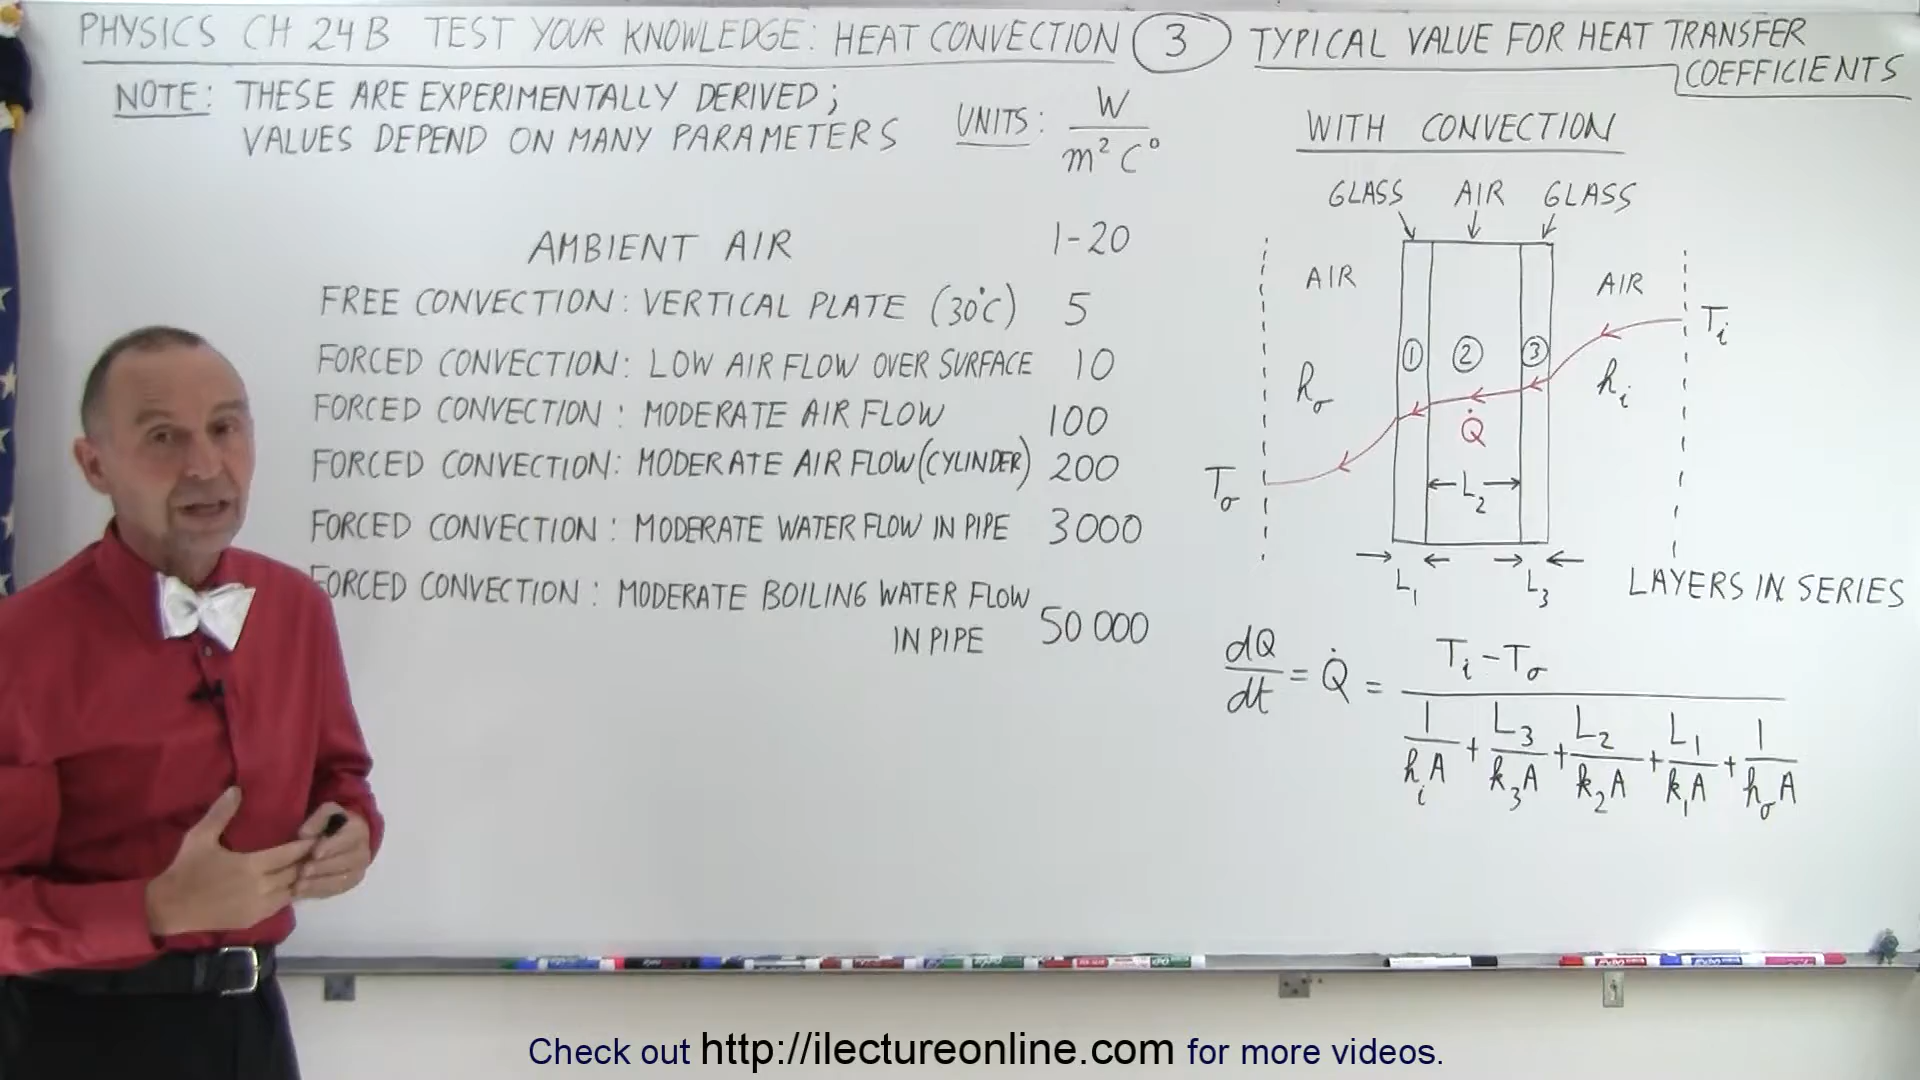 PHYSICS CH 24B TEST YOUR KNOWLEDGE: HEAT CONVECTION 3 TYPICAL VALUE FOR HEAT TRANSFER
COEFFICIENTS
NOTE: THESE ARE EXPERIMENTALLY DERIVED;
VALUES DEPEND ON MANY PARAMETERS
UNITS: W / m² C°
AMBIENT AIR 1-20
FREE CONVECTION: VERTICAL PLATE (30°C) 5
FORCED CONVECTION: LOW AIR FLOW OVER SURFACE 10
FORCED CONVECTION: MODERATE AIR FLOW 100
FORCED CONVECTION: MODERATE AIR FLOW (CYLINDER) 200
FORCED CONVECTION: MODERATE WATER FLOW IN PIPE 3000
FORCED CONVECTION: MODERATE BOILING WATER FLOW
IN PIPE 50 000
WITH CONVECTION
GLASS AIR GLASS
AIR AIR
Tᵢ
① ② ③
hₒ hᵢ
Q̇
Tₒ L₂
L₁ L₃
LAYERS IN SERIES
dQ/dt = Q̇ = (Tᵢ - Tₒ) / (1/hᵢA + L₃/k₃A + L₂/k₂A + L₁/k₁A + 1/hₒA)
Check out http://ilectureonline.com for more videos.